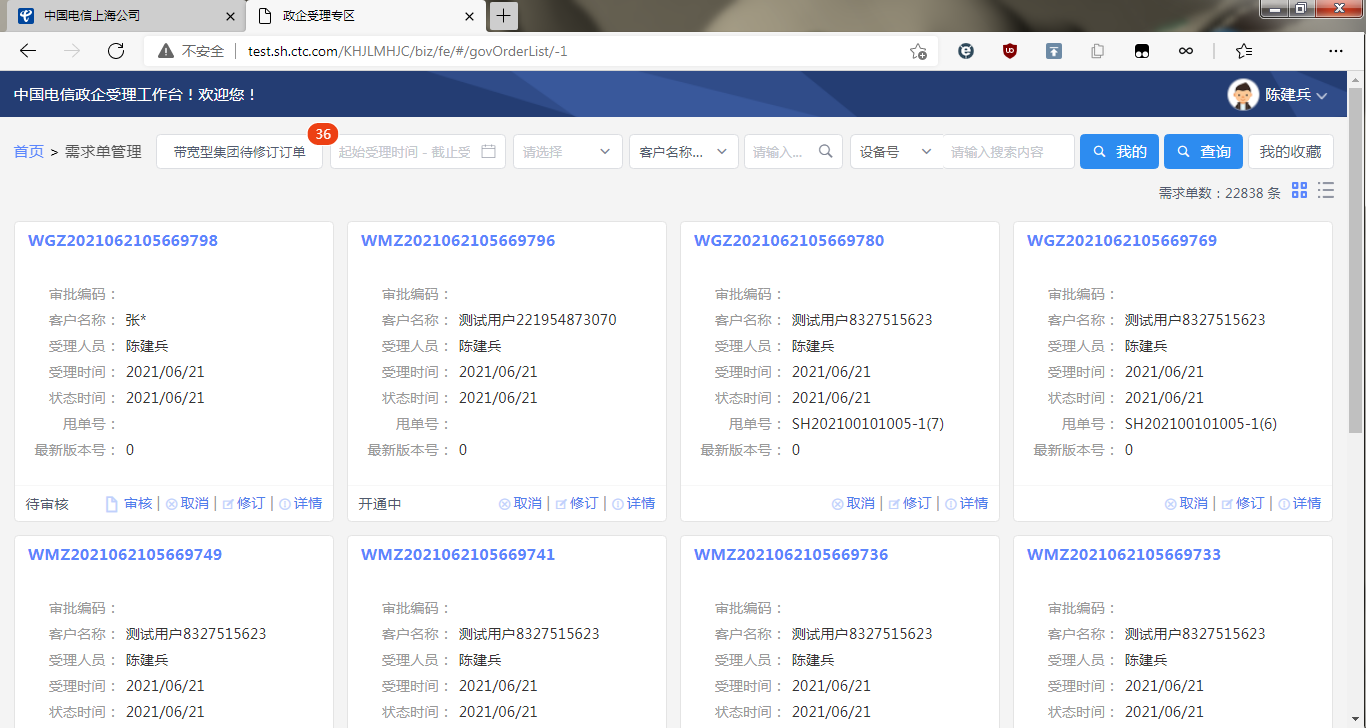 中国电信上海公司
政企受理专区
不安全
test.sh.ctc.com/KHJLMHJC/biz/fe/#/govOrderList/-1
中国电信政企受理工作台！欢迎您！
陈建兵
首页 > 需求单管理
带宽型集团待修订订单
36
起始受理时间 - 截止受
请选择
客户名称...
请输入...
设备号
请输入搜索内容
我的
查询
我的收藏
需求单数：22838 条
WGZ2021062105669798
审批编码：
客户名称： 张*
受理人员： 陈建兵
受理时间： 2021/06/21
状态时间： 2021/06/21
甩单号：
最新版本号： 0
待审核 审核 | 取消 | 修订 | 详情
WMZ2021062105669796
审批编码：
客户名称： 测试用户221954873070
受理人员： 陈建兵
受理时间： 2021/06/21
状态时间： 2021/06/21
甩单号：
最新版本号： 0
开通中 取消 | 修订 | 详情
WGZ2021062105669780
审批编码：
客户名称： 测试用户8327515623
受理人员： 陈建兵
受理时间： 2021/06/21
状态时间： 2021/06/21
甩单号： SH202100101005-1(7)
最新版本号： 0
取消 | 修订 | 详情
WGZ2021062105669769
审批编码：
客户名称： 测试用户8327515623
受理人员： 陈建兵
受理时间： 2021/06/21
状态时间： 2021/06/21
甩单号： SH202100101005-1(6)
最新版本号： 0
取消 | 修订 | 详情
WMZ2021062105669749
审批编码：
客户名称： 测试用户8327515623
受理人员： 陈建兵
受理时间： 2021/06/21
状态时间： 2021/06/21
WMZ2021062105669741
审批编码：
客户名称： 测试用户8327515623
受理人员： 陈建兵
受理时间： 2021/06/21
状态时间： 2021/06/21
WMZ2021062105669736
审批编码：
客户名称： 测试用户8327515623
受理人员： 陈建兵
受理时间： 2021/06/21
状态时间： 2021/06/21
WMZ2021062105669733
审批编码：
客户名称： 测试用户8327515623
受理人员： 陈建兵
受理时间： 2021/06/21
状态时间： 2021/06/21